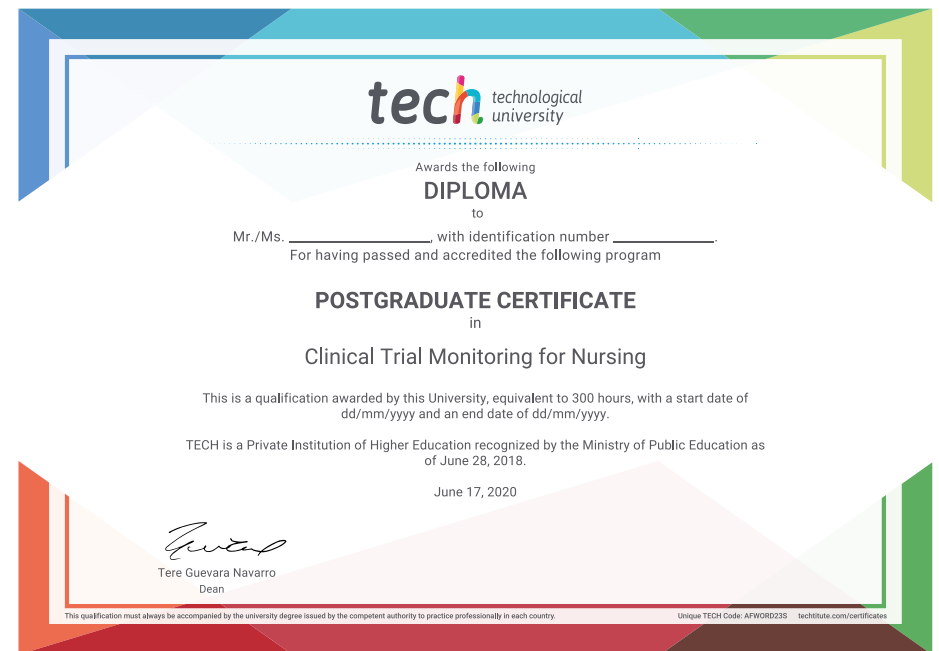 tech technological
university
Awards the following
DIPLOMA
to
Mr./Ms. ____________________, with identification number ______________.
For having passed and accredited the following program
POSTGRADUATE CERTIFICATE
in
Clinical Trial Monitoring for Nursing
This is a qualification awarded by this University, equivalent to 300 hours, with a start date of
dd/mm/yyyy and an end date of dd/mm/yyyy.
TECH is a Private Institution of Higher Education recognized by the Ministry of Public Education as
of June 28, 2018.
June 17, 2020
Tere Guevara Navarro
Dean
This qualification must always be accompanied by the university degree issued by the competent authority to practice professionally in each country. Unique TECH Code: AFWORD23S techtitute.com/certificates